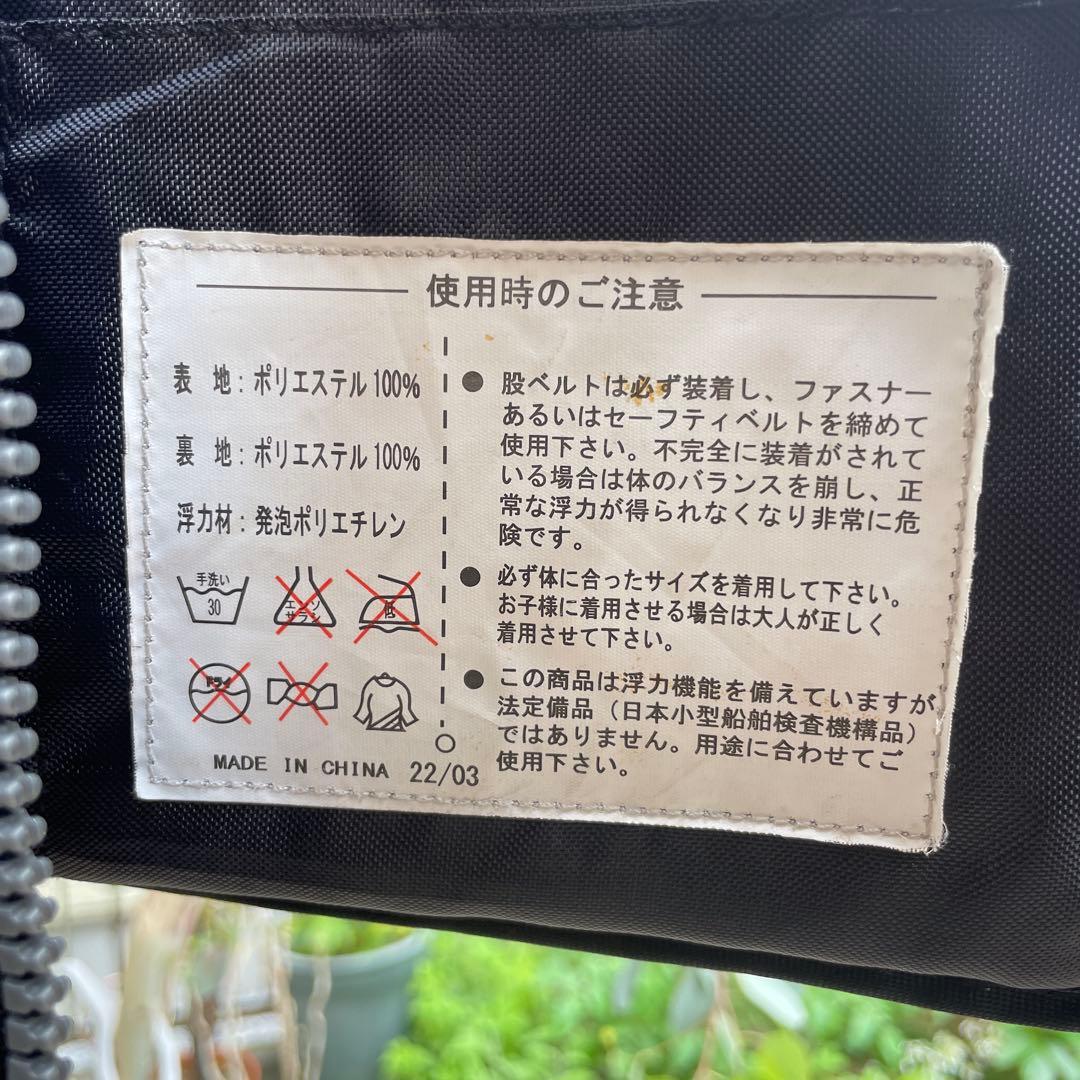 使用時のご注意
表 地：ポリエステル100%
裏 地：ポリエステル100%
浮力材：発泡ポリエチレン
手洗い
30
エンソ
サラシ
低
ドライ
MADE IN CHINA 22/03
● 股ベルトは必ず装着し、ファスナー
あるいはセーフティベルトを締めて
使用下さい。不完全に装着がされて
いる場合は体のバランスを崩し、正
常な浮力が得られなくなり非常に危
険です。
● 必ず体に合ったサイズを着用して下さい。
お子様に着用させる場合は大人が正しく
着用させて下さい。
● この商品は浮力機能を備えていますが
法定備品（日本小型船舶検査機構品）
ではありません。用途に合わせてご
使用下さい。